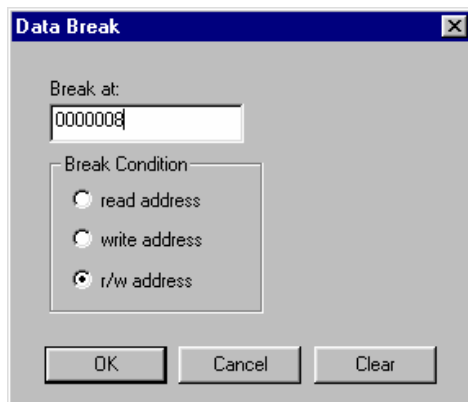 Data Break
Break at:
0000008
Break Condition
read address
write address
r/w address
OK Cancel Clear